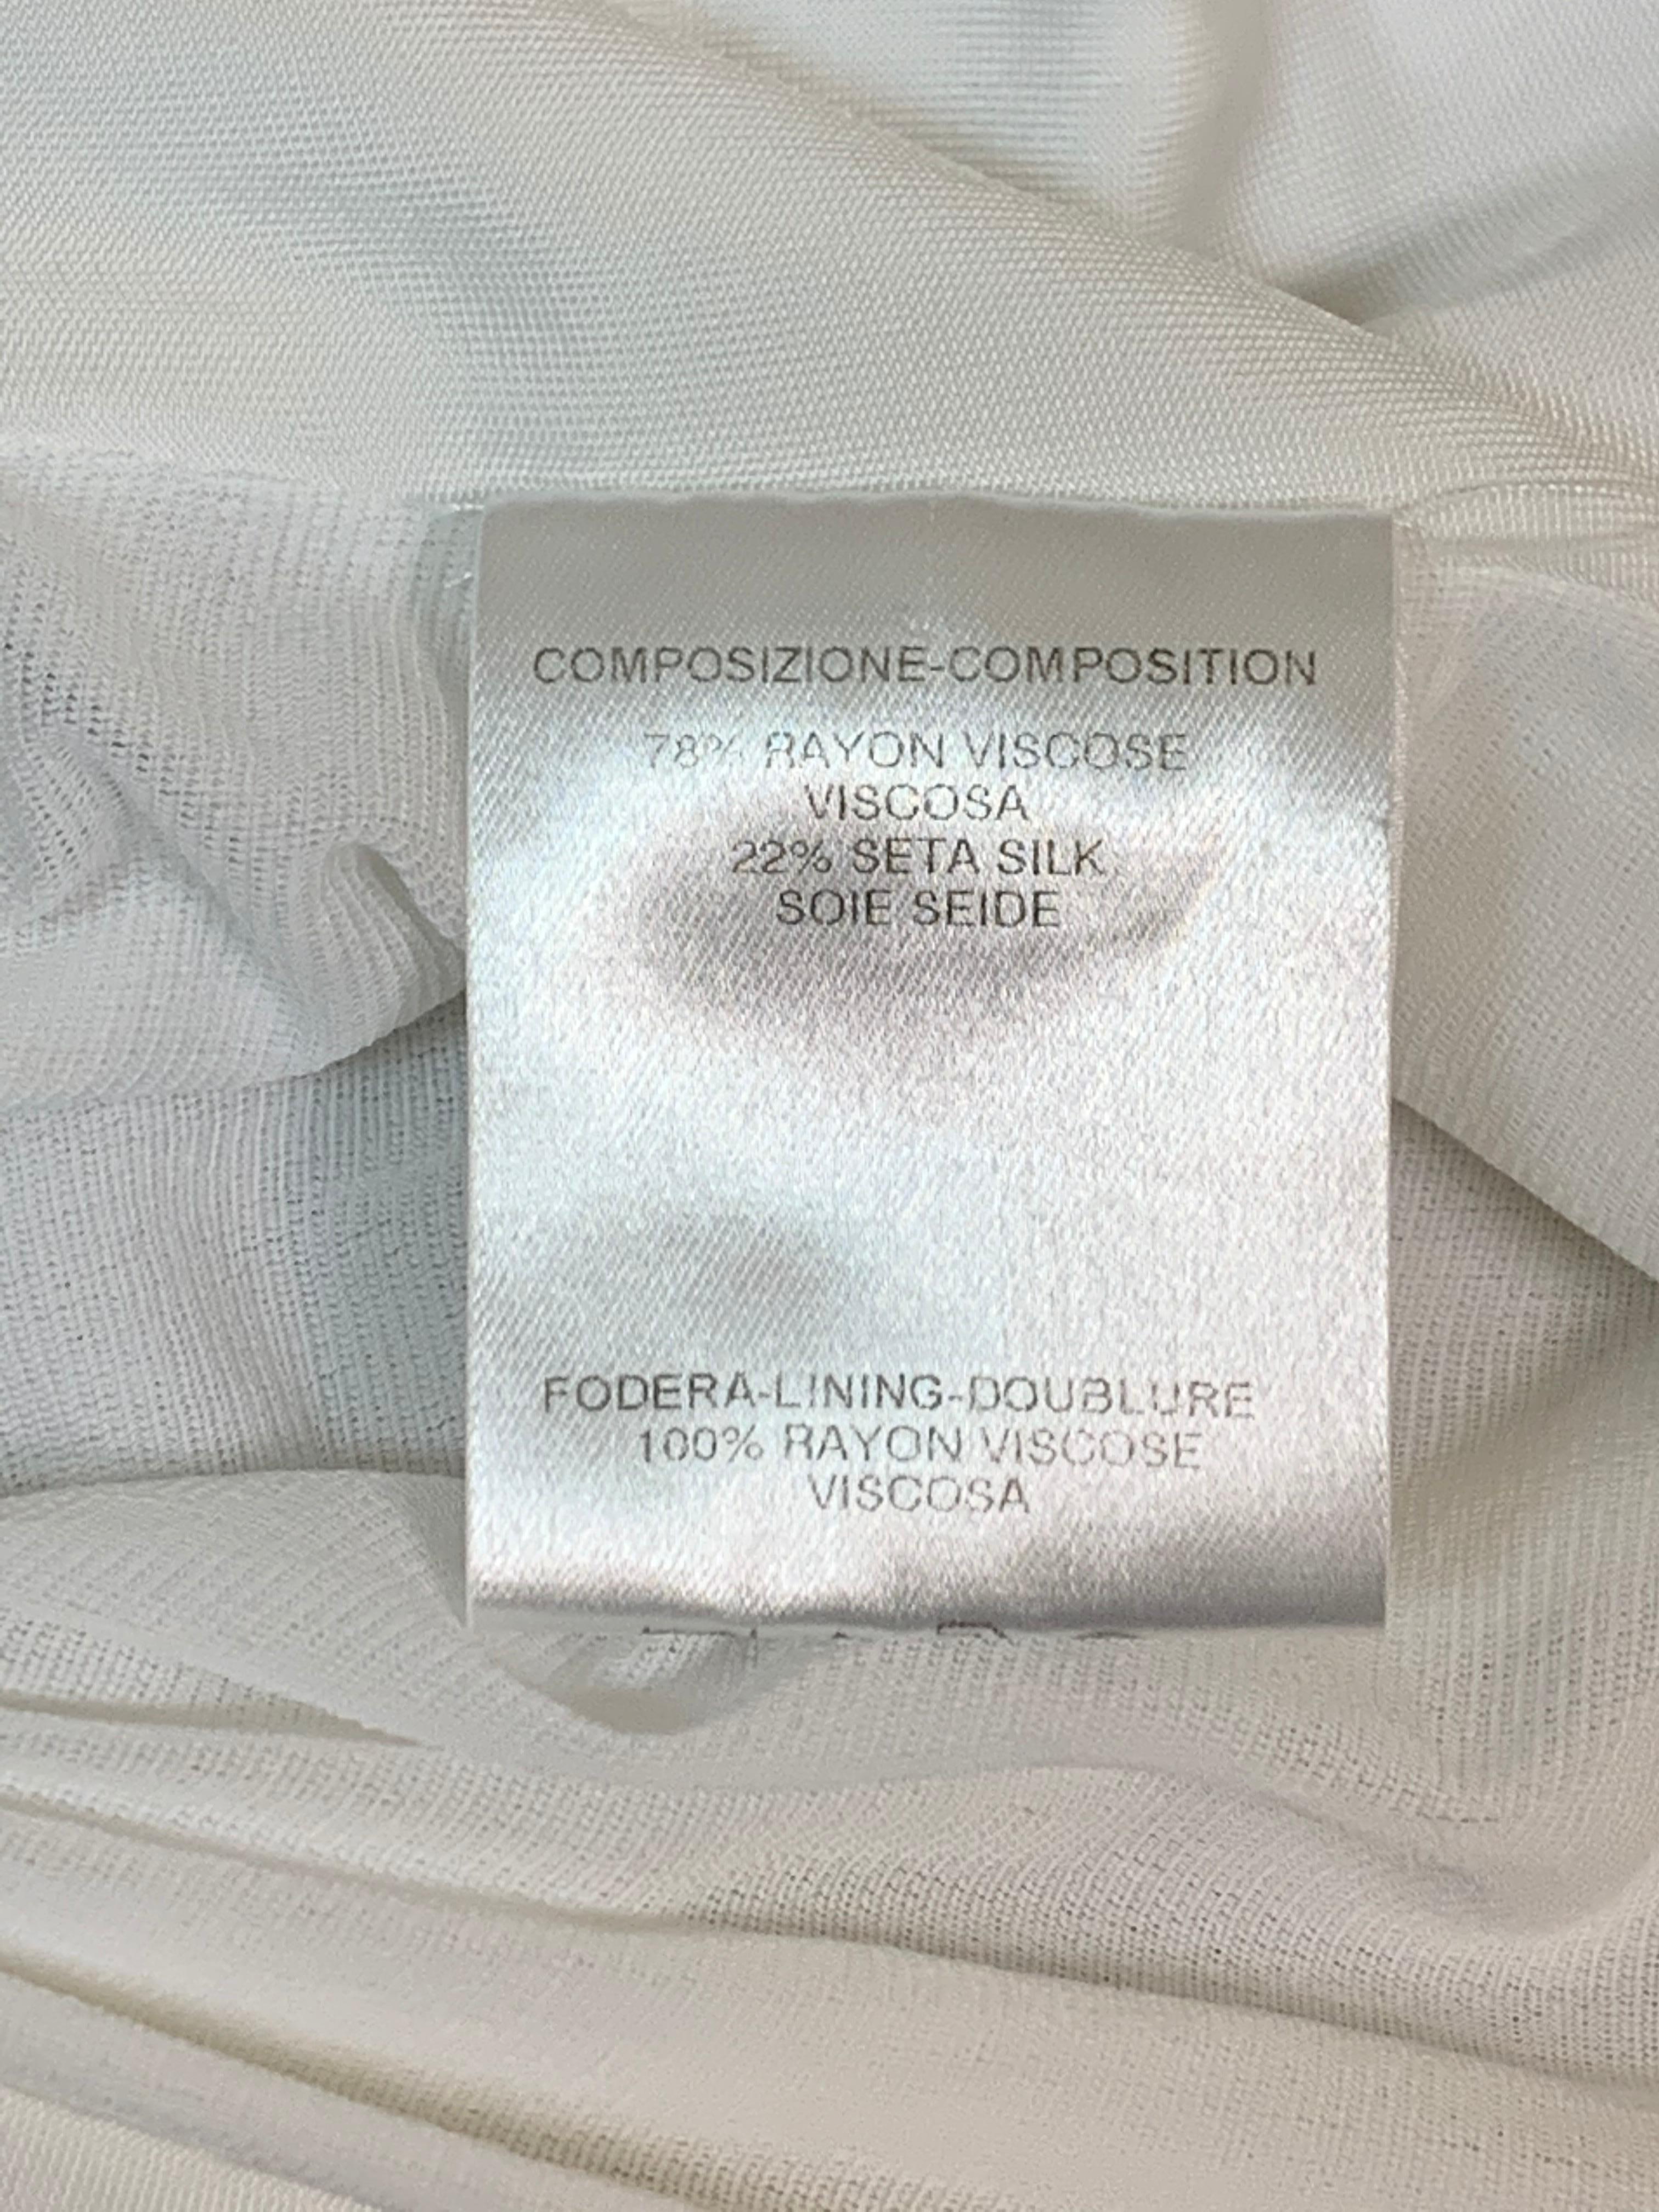 COMPOSIZIONE-COMPOSITION
78% RAYON VISCOSE
VISCOSA
22% SETA SILK
SOIE SEIDE
FODERA-LINING-DOUBLURE
100% RAYON VISCOSE
VISCOSA